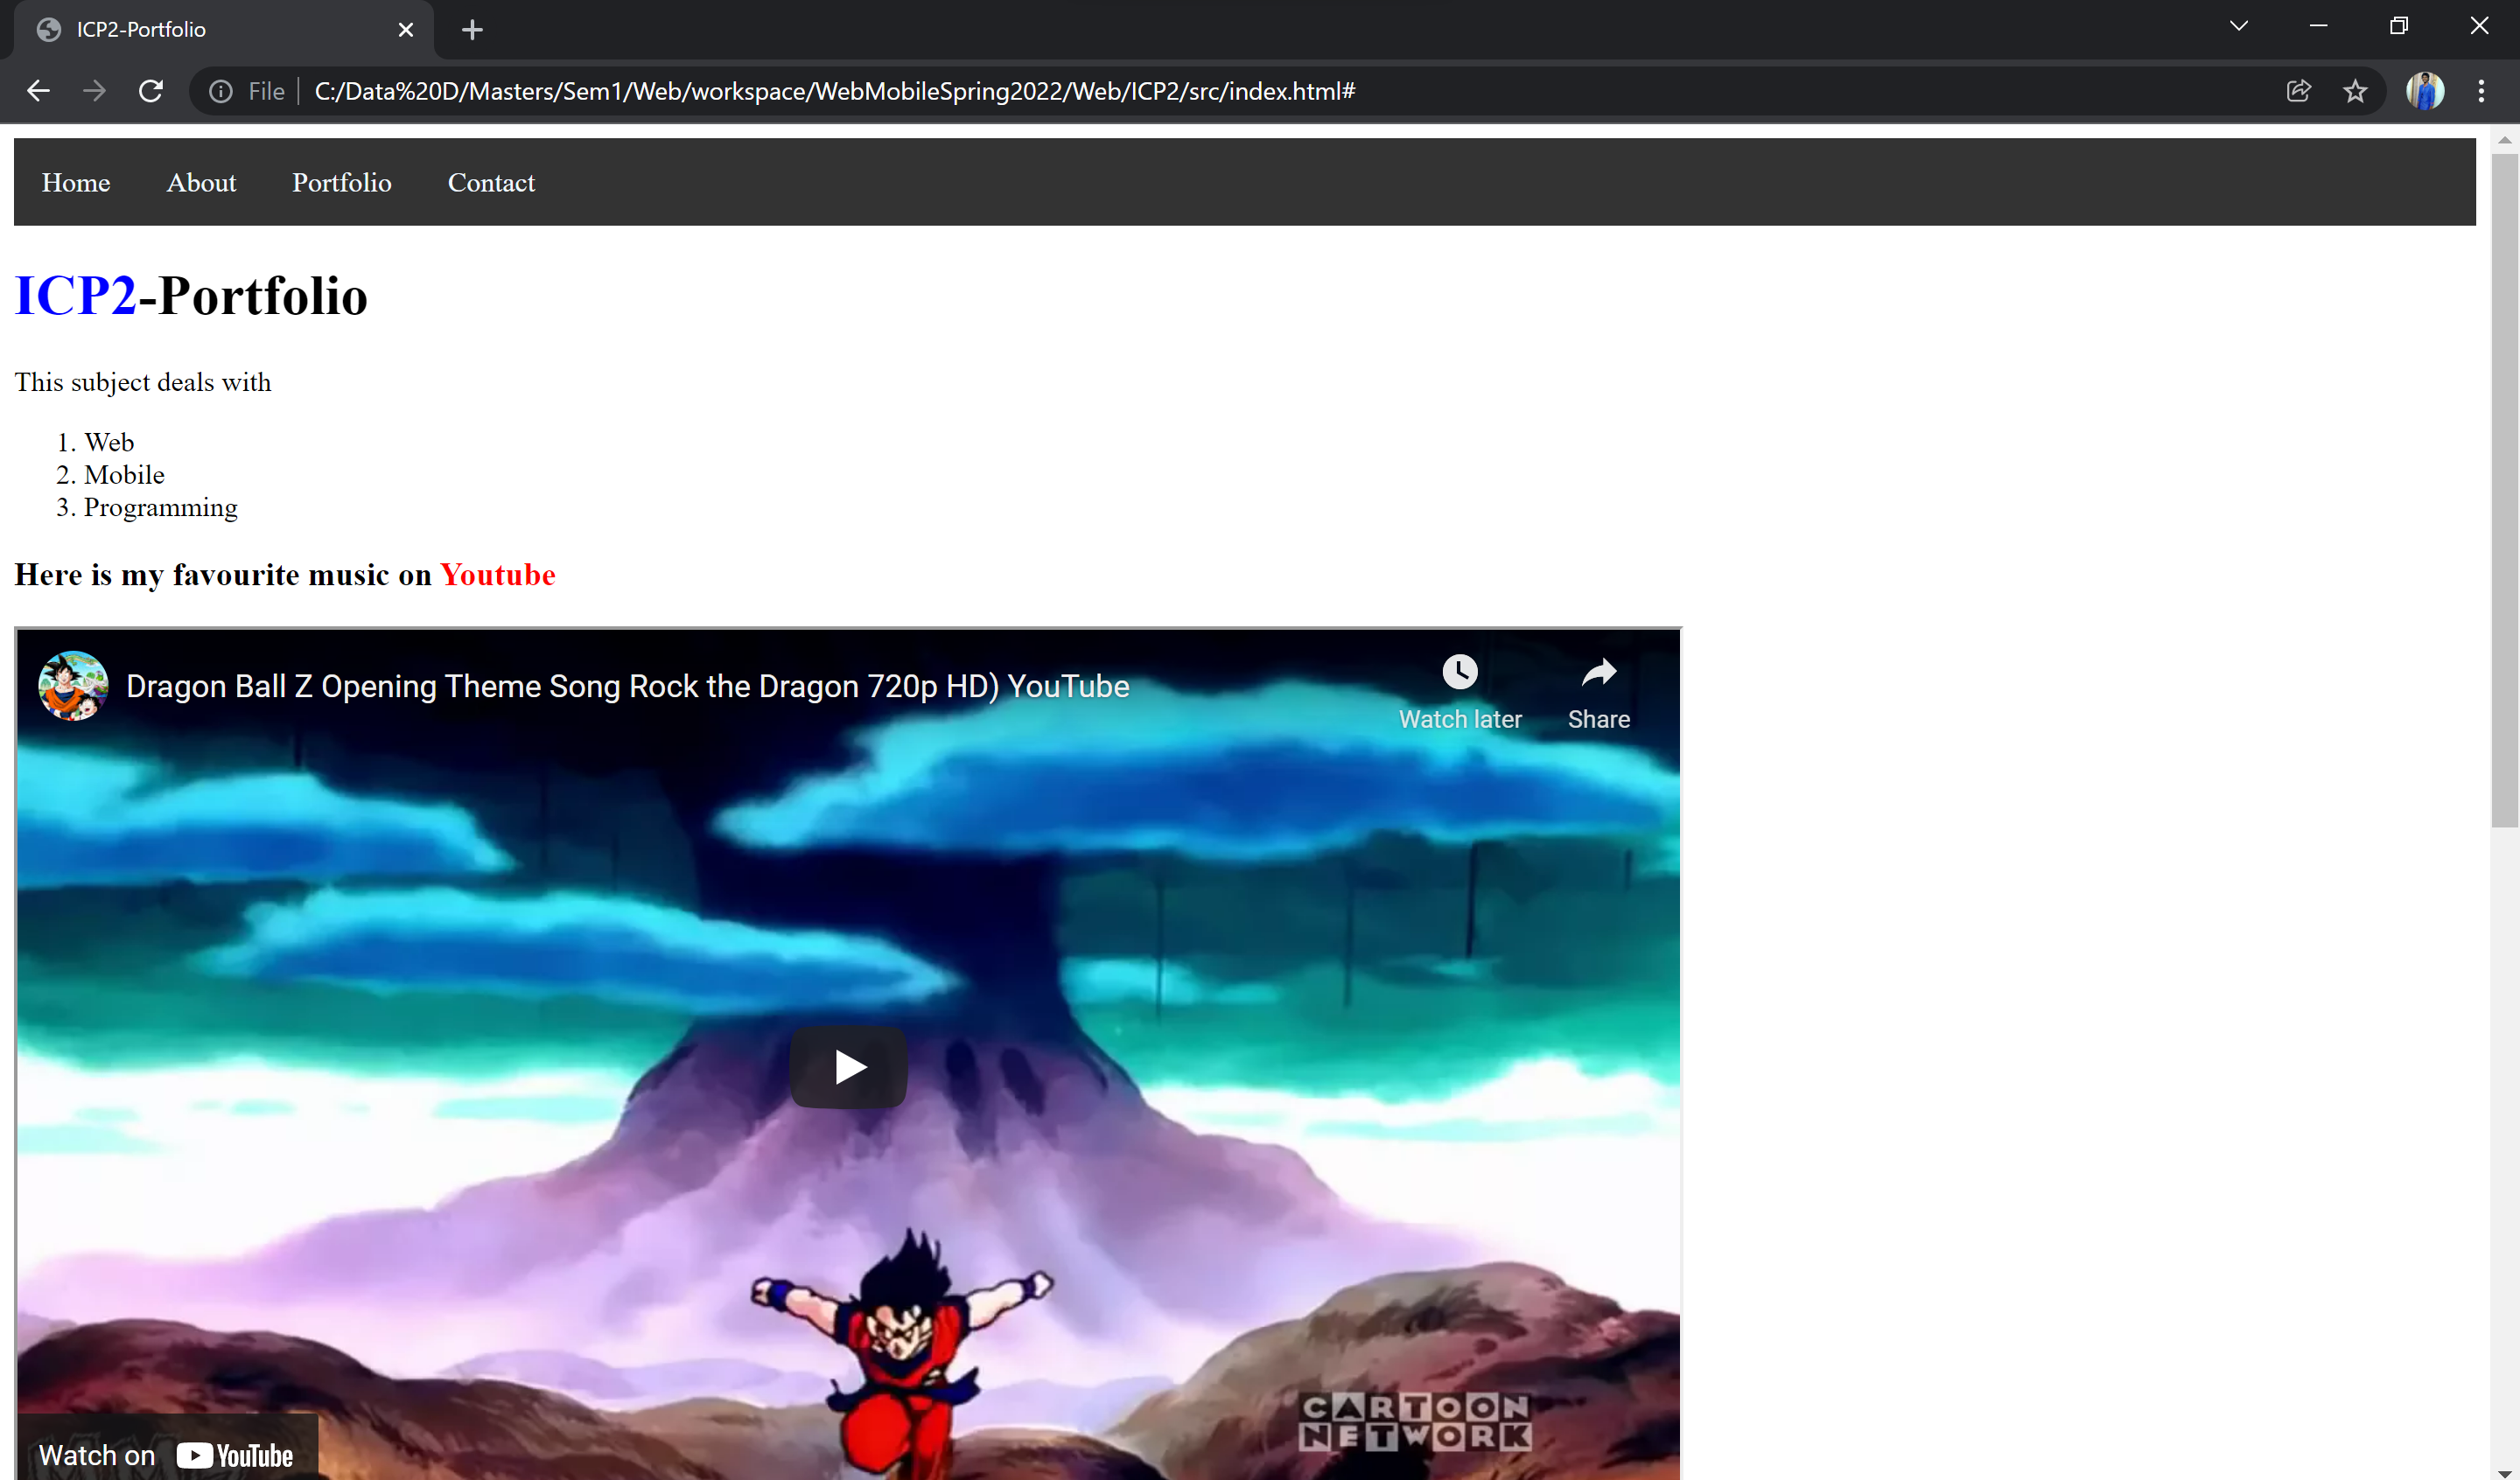 ICP2-Portfolio
File
C:/Data%20D/Masters/Sem1/Web/workspace/WebMobileSpring2022/Web/ICP2/src/index.html#
Home About Portfolio Contact
ICP2-Portfolio
This subject deals with
1. Web
2. Mobile
3. Programming
Here is my favourite music on Youtube
Dragon Ball Z Opening Theme Song Rock the Dragon 720p HD) YouTube
Watch later
Share
CARTOON
NETWORK
Watch on YouTube